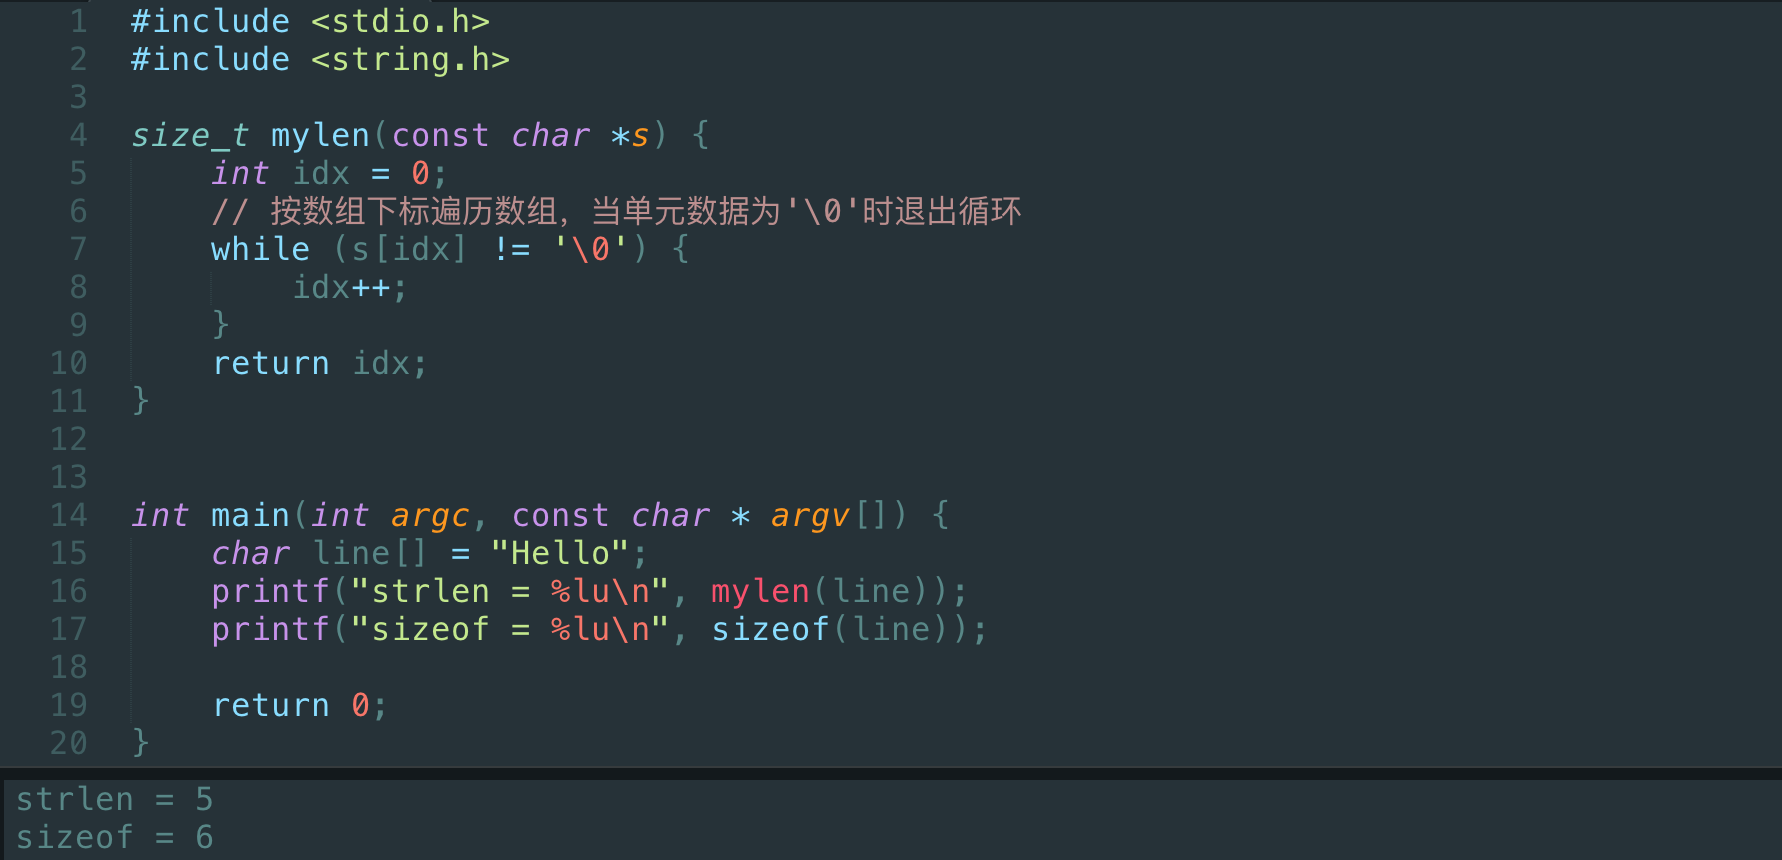 1 #include <stdio.h>
2 #include <string.h>
3
4 size_t mylen(const char *s) {
5     int idx = 0;
6     // 按数组下标遍历数组，当单元数据为'\0'时退出循环
7     while (s[idx] != '\0') {
8         idx++;
9     }
10     return idx;
11 }
12
13
14 int main(int argc, const char * argv[]) {
15     char line[] = "Hello";
16     printf("strlen = %lu\n", mylen(line));
17     printf("sizeof = %lu\n", sizeof(line));
18
19     return 0;
20 }
strlen = 5
sizeof = 6